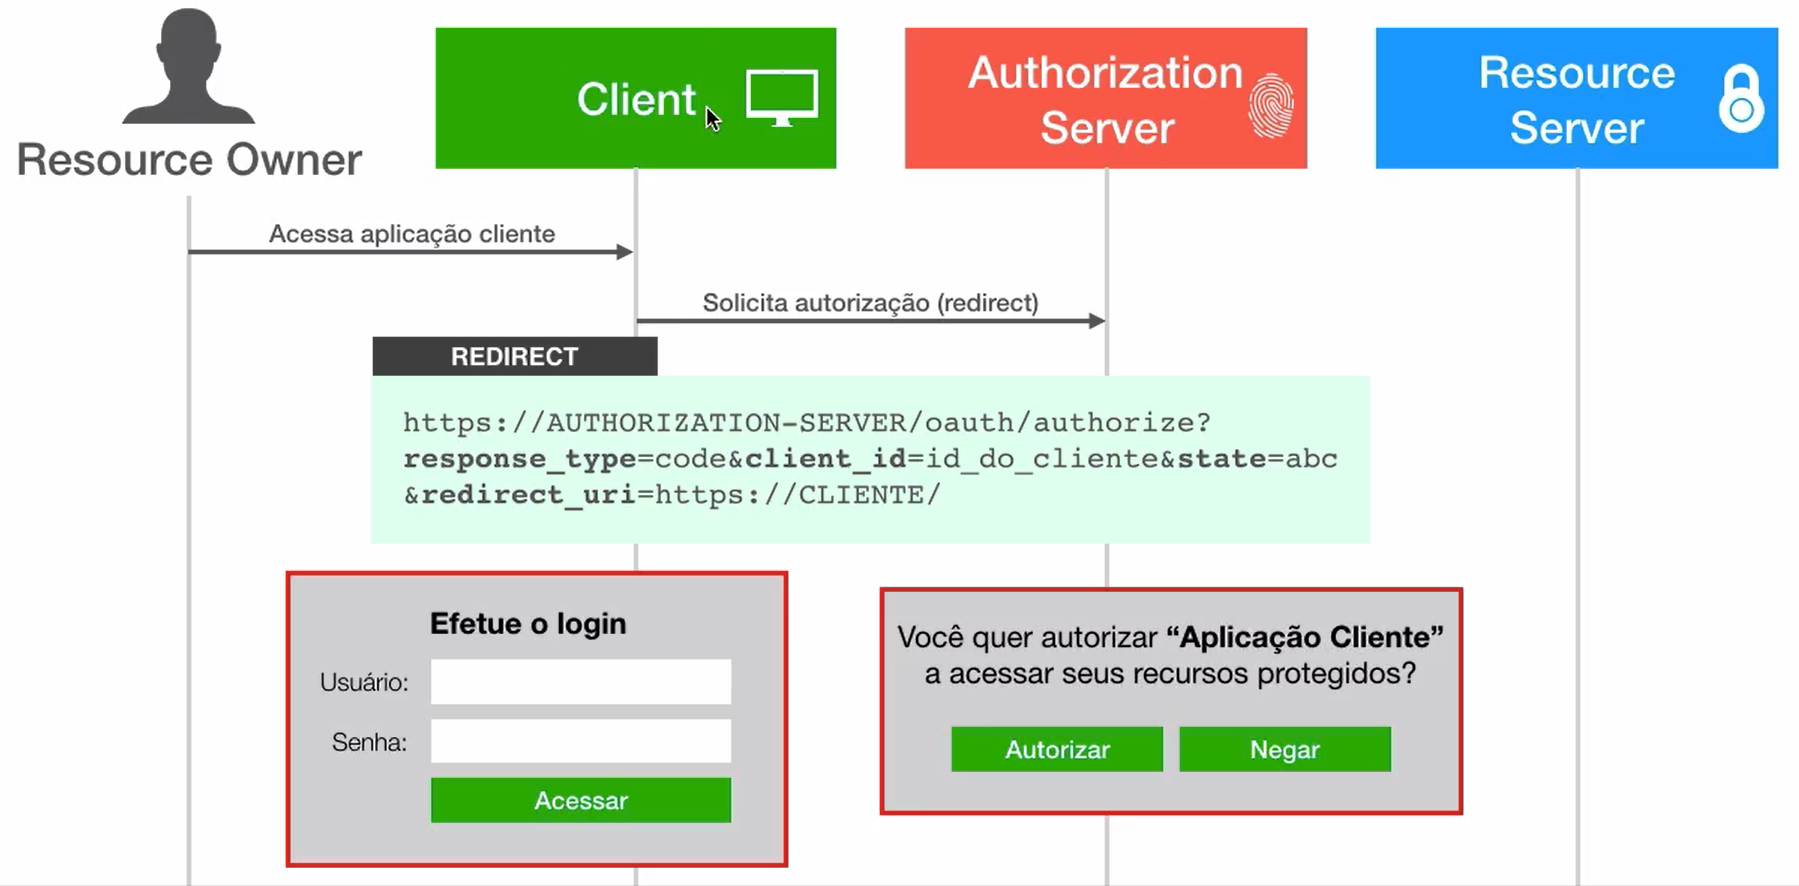 Resource Owner
Client
Authorization
Server
Resource
Server
Acessa aplicação cliente
Solicita autorização (redirect)
REDIRECT
https://AUTHORIZATION-SERVER/oauth/authorize?
response_type=code&client_id=id_do_cliente&state=abc
&redirect_uri=https://CLIENTE/
Efetue o login
Usuário:
Senha:
Acessar
Você quer autorizar “Aplicação Cliente”
a acessar seus recursos protegidos?
Autorizar
Negar